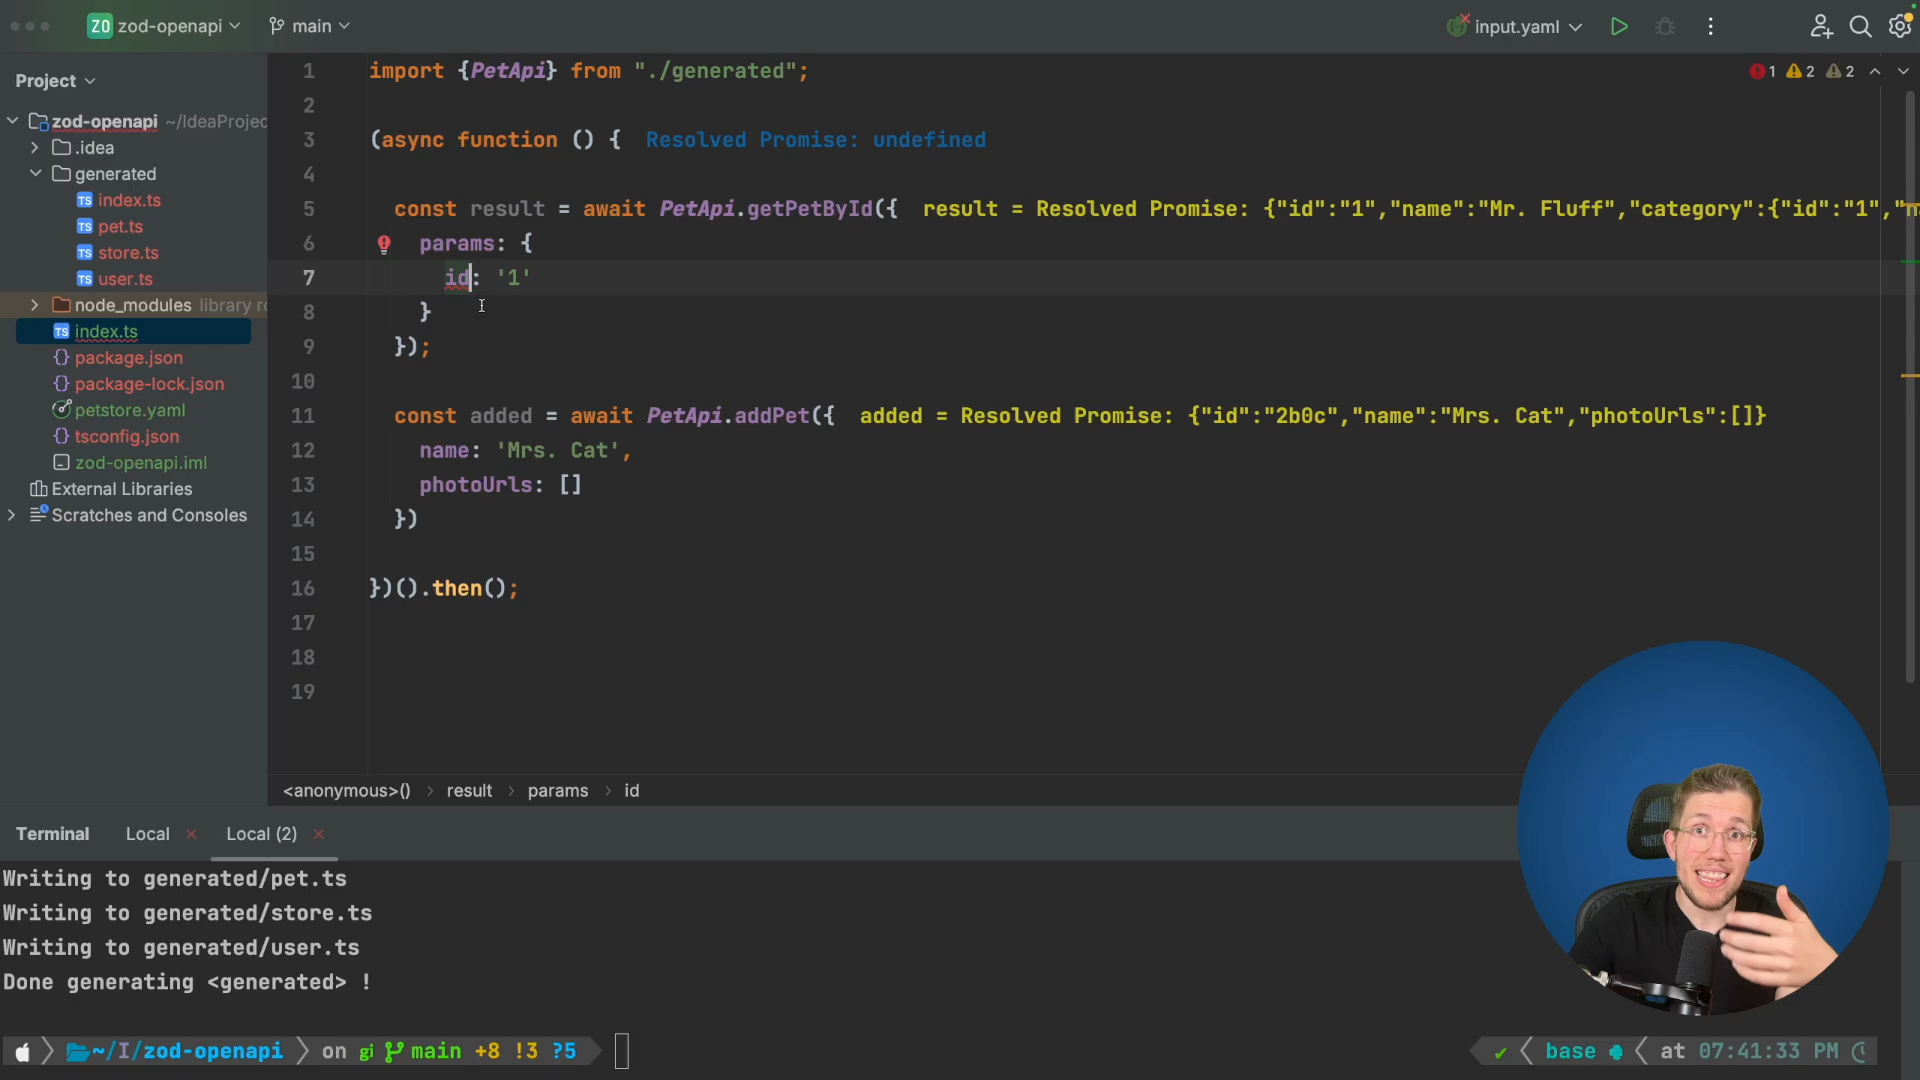 ZO zod-openapi main input.yaml
Project
1 import {PetApi} from "./generated"; 1 2 2
2
zod-openapi ~/IdeaProjec
3 (async function () { Resolved Promise: undefined
.idea
4
generated
index.ts
5 const result = await PetApi.getPetById({ result = Resolved Promise: {"id":"1","name":"Mr. Fluff","category":{"id":"1","n
pet.ts
6 params: {
store.ts
7 id: '1'
user.ts
node_modules library ro
8 }
index.ts
9 });
package.json
10
package-lock.json
petstore.yaml
11 const added = await PetApi.addPet({ added = Resolved Promise: {"id":"2b0c","name":"Mrs. Cat","photoUrls":[]}
tsconfig.json
12 name: 'Mrs. Cat',
zod-openapi.iml
13 photoUrls: []
External Libraries
14 })
Scratches and Consoles
15
16 })().then();
17
18
19
<anonymous>() result params id
Terminal Local Local (2)
Writing to generated/pet.ts
Writing to generated/store.ts
Writing to generated/user.ts
Done generating <generated> !
~/I/zod-openapi on gi main +8 !3 ?5 base at 07:41:33 PM